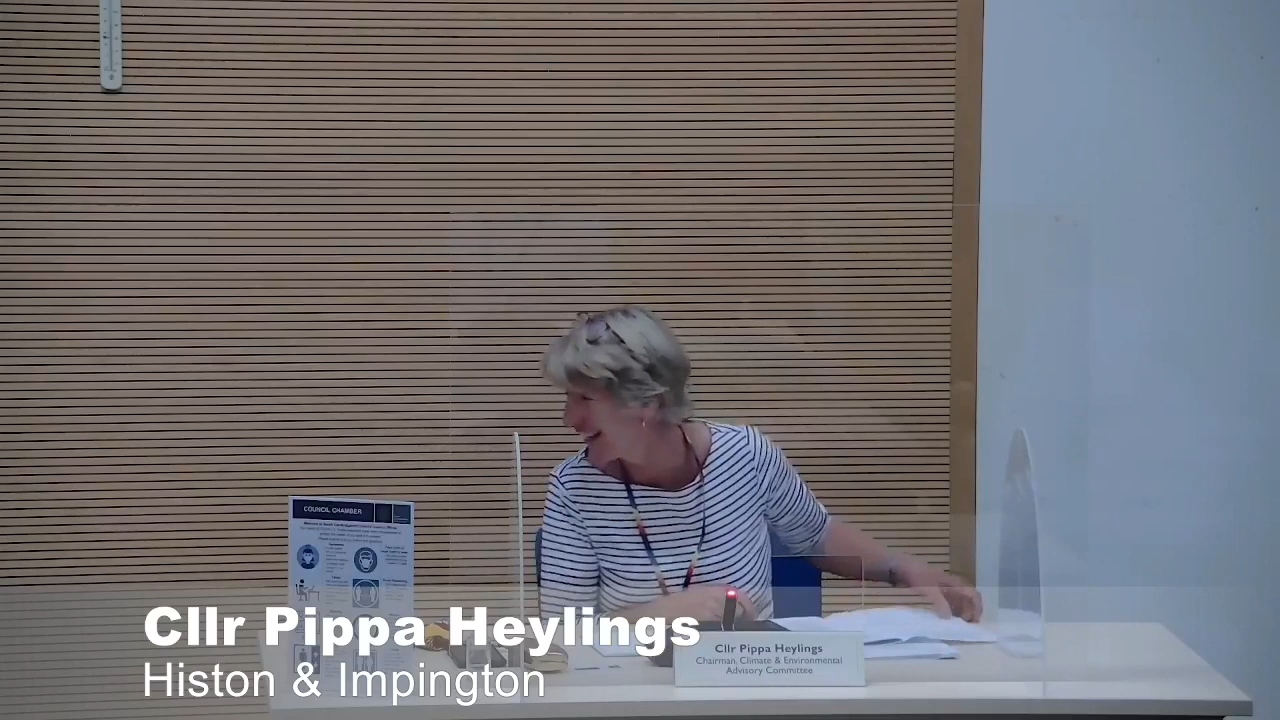 COUNCIL CHAMBER
Cllr Pippa Heylings
Histon & Impington
Cllr Pippa Heylings
Chairman, Climate & Environmental
Advisory Committee